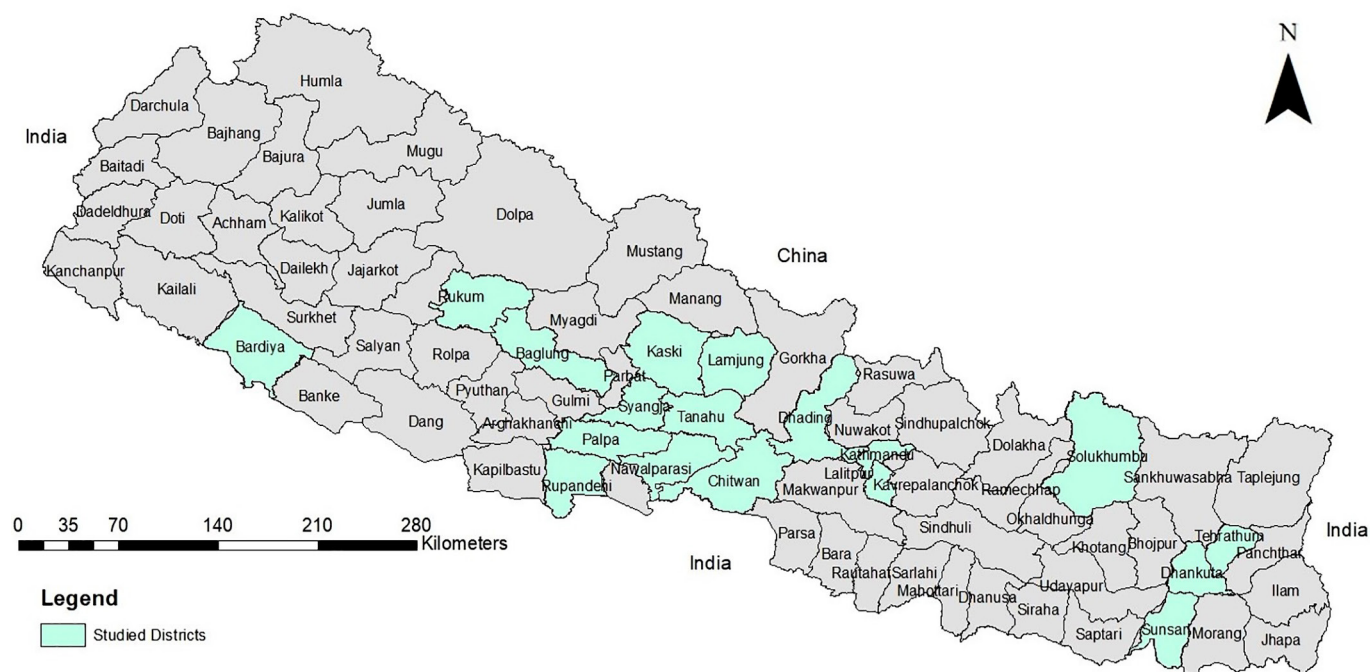 N
Humla
Darchula
India
Bajhang
Mugu
Bajura
Baitadi
Jumla
Dolpa
Dadeldhura
Doti
Achham
Kalikot
Mustang
China
Dailekh
Jajarkot
Kanchanpur
Kailali
Rukum
Manang
Surkhet
Myagdi
Bardiya
Salyan
Rolpa
Baglung
Kaski
Lamjung
Gorkha
Parbat
Rasuwa
Banke
Pyuthan
Gulmi
Syangja
Tanahu
Dhading
Dang
Arghakhanchi
Nuwakot
Sindhupalchok
Dolakha
Palpa
Kathmandu
Solukhumbu
Kapilbastu
Nawalparasi
Lalitpur
Sankhuwasabha
Taplejung
Rupandehi
Chitwan
Makwanpur
Kavrepalanchok
Ramechhap
Okhaldhunga
0 35 70 140 210 280
Kilometers
India
Parsa
Sindhuli
Khotang
Bhojpur
Tehrathum
India
Bara
Panchthar
Rautahat
Sarlahi
Mahottari
Dhanusa
Siraha
Udayapur
Dhankuta
Ilam
Saptari
Sunsari
Morang
Jhapa
Legend
Studied Districts